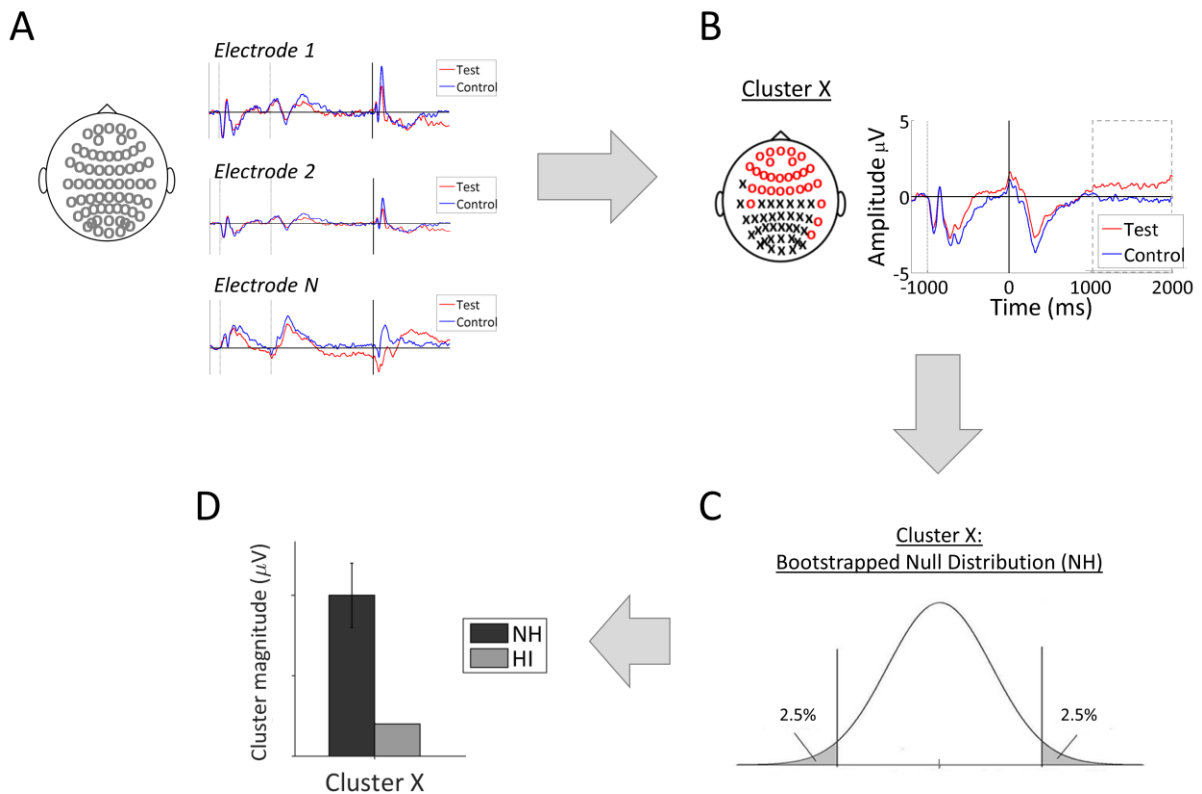 A
Electrode 1
Test
Control
Electrode 2
Test
Control
Electrode N
Test
Control
B
Cluster X
Amplitude μV
5
0
-5
-1000 0 1000 2000
Time (ms)
Test
Control
C
Cluster X:
Bootstrapped Null Distribution (NH)
2.5%
2.5%
D
Cluster magnitude (μV)
Cluster X
NH
HI